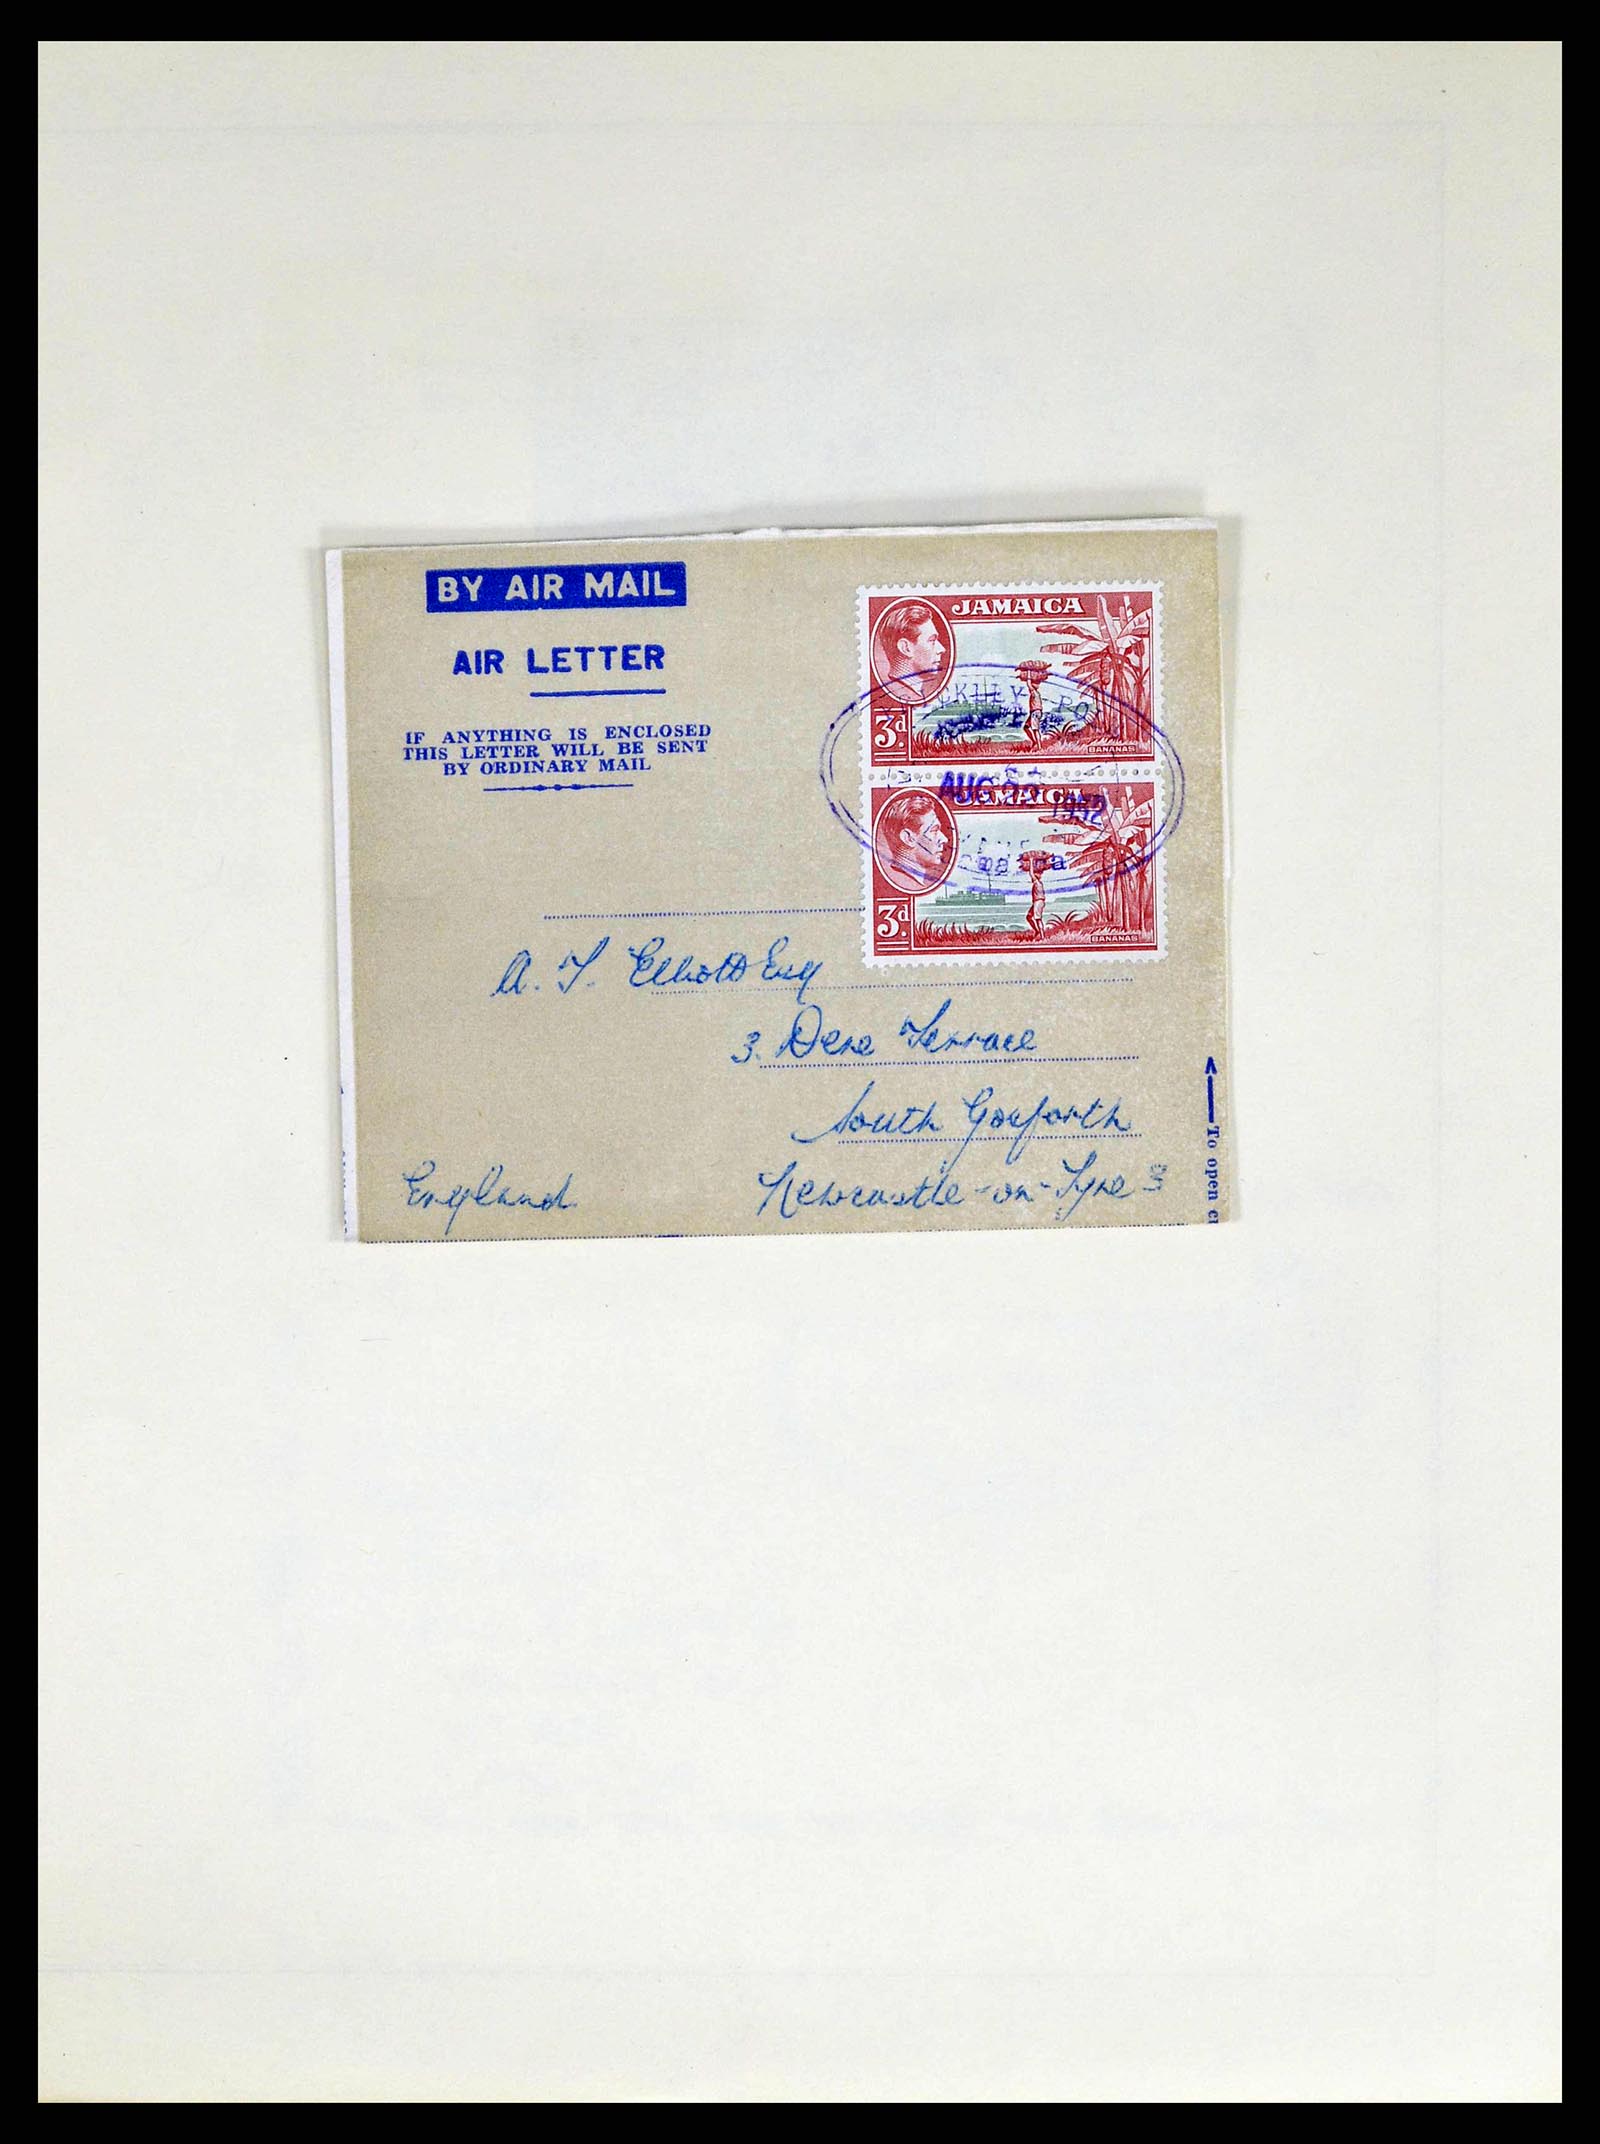 BY AIR MAIL
AIR LETTER
IF ANYTHING IS ENCLOSED
THIS LETTER WILL BE SENT
BY ORDINARY MAIL
JAMAICA
3d.
BANANAS
AUG 1952
JAMAICA
3d.
BANANAS
A. T. Elliott Esq
3. Dene Terrace
South Gosforth
Newcastle-on-Tyne 3
England
To open